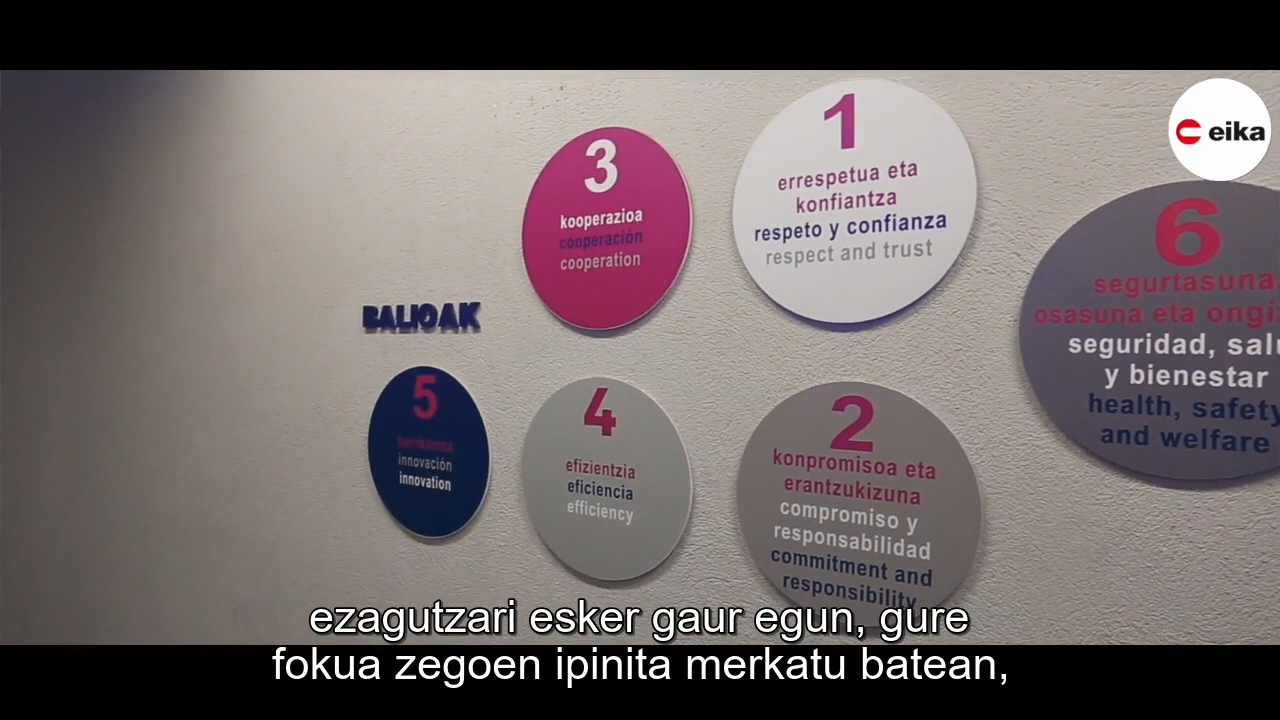 eika
BALIOAK
3
kooperazioa
cooperación
cooperation
1
errespetua eta
konfiantza
respeto y confianza
respect and trust
6
segurtasuna,
osasuna eta
seguridad,
y bienestar
health, safety
and welfare
5
berrikuntza
innovación
innovation
4
efizientzia
eficiencia
efficiency
2
konpromisoa eta
erantzukizuna
compromiso y
responsabilidad
commitment and
responsibility
ezagutzari esker gaur egun, gure
fokua zegoen ipinita merkatu batean,